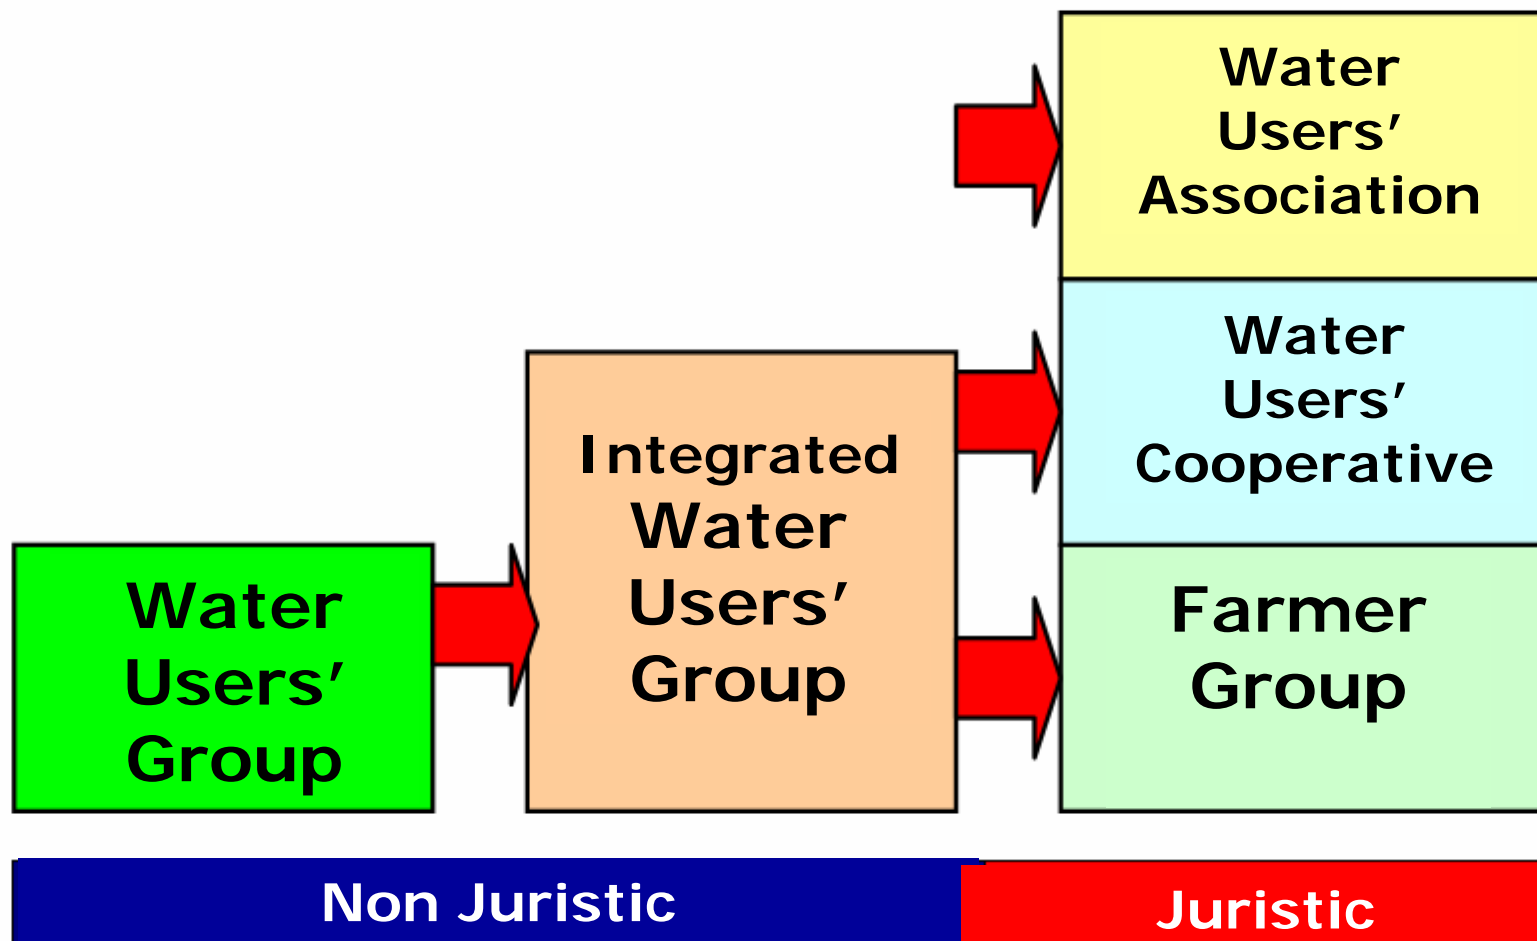 Water
Users’
Group
Integrated
Water
Users’
Group
Water
Users’
Association
Water
Users’
Cooperative
Farmer
Group
Non Juristic
Juristic